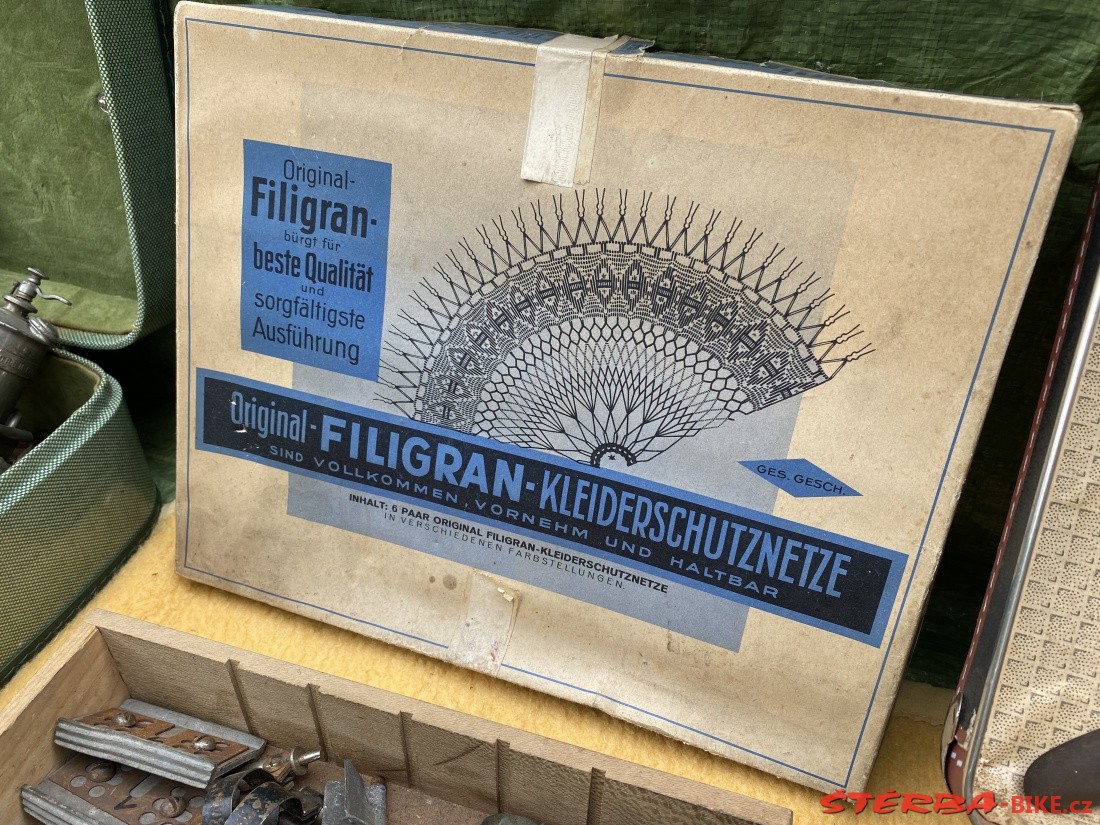 Original-
Filigran-
bürgt für
beste Qualität
und
sorgfältigste
Ausführung
Original-FILIGRAN-KLEIDERSCHUTZNETZE
SIND VOLLKOMMEN, VORNEHM UND HALTBAR
GES. GESCH.
INHALT: 6 PAAR ORIGINAL FILIGRAN-KLEIDERSCHUTZNETZE
IN VERSCHIEDENEN FARBSTELLUNGEN.
ŠTĚRBA-BIKE.cz